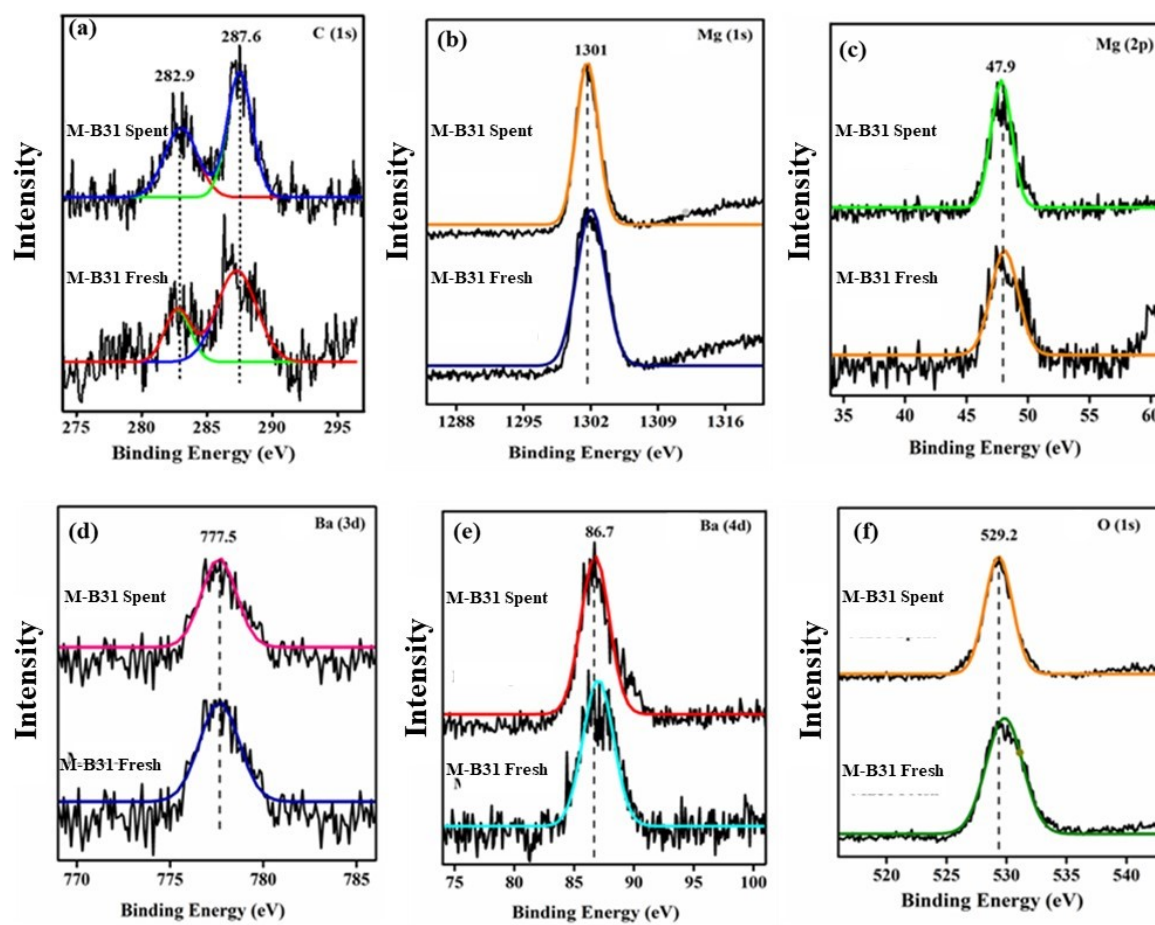 (a)
C (1s)
287.6
282.9
M-B31 Spent
M-B31 Fresh
Intensity
275 280 285 290 295
Binding Energy (eV)
(b)
Mg (1s)
1301
M-B31 Spent
M-B31 Fresh
Intensity
1288 1295 1302 1309 1316
Binding Energy (eV)
(c)
Mg (2p)
47.9
M-B31 Spent
M-B31 Fresh
Intensity
35 40 45 50 55 60
Binding Energy (eV)
(d)
Ba (3d)
777.5
M-B31 Spent
M-B31 Fresh
Intensity
770 775 780 785
Binding Energy (eV)
(e)
Ba (4d)
86.7
M-B31 Spent
M-B31 Fresh
Intensity
75 80 85 90 95 100
Binding Energy (eV)
(f)
O (1s)
529.2
M-B31 Spent
M-B31 Fresh
Intensity
520 530 540
Binding Energy (eV)